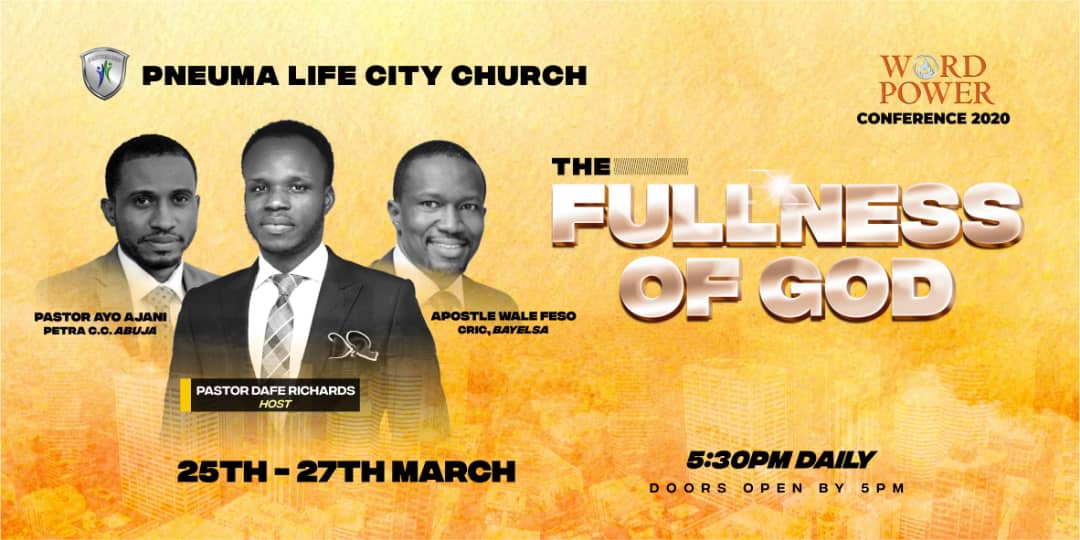 PNEUMA LIFE CITY CHURCH
WORD
POWER
CONFERENCE 2020
THE
FULLNESS
OF GOD
PASTOR AYO AJANI
PETRA C.C. ABUJA
APOSTLE WALE FESO
CRIC, BAYELSA
PASTOR DAFE RICHARDS
HOST
25TH - 27TH MARCH
5:30PM DAILY
DOORS OPEN BY 5PM